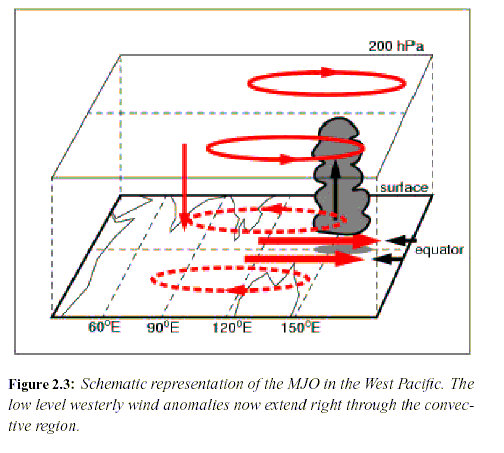 200 hPa
surface
equator
60°E 90°E 120°E 150°E
Figure 2.3: Schematic representation of the MJO in the West Pacific. The
low level westerly wind anomalies now extend right through the convec-
tive region.